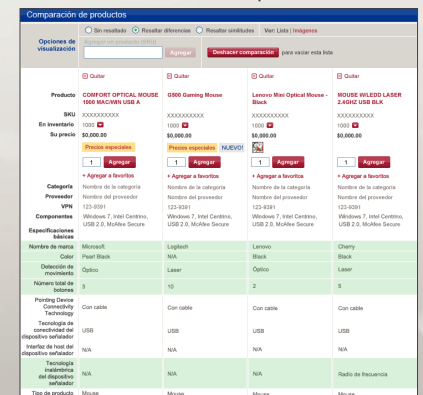 Comparación de productos
Sin resaltado Resaltar diferencias Resaltar similitudes Ver: Lista | Imágenes
Opciones de visualización
Agregar un producto (SKU)
Agregar Deshacer comparación para vaciar esta lista
Quitar Quitar Quitar Quitar
Producto COMFORT OPTICAL MOUSE 1000 MAC/WIN USB A G500 Gaming Mouse Lenovo Mini Optical Mouse - Black MOUSE W/LEDD LASER 2.4GHZ USB BLK
SKU XXXXXXXXXX XXXXXXXXXX XXXXXXXXXX XXXXXXXXXX
En inventario 1000 1000 1000 1000
Su precio $0,000.00 $0,000.00 $0,000.00 $0,000.00
Precios especiales Precios especiales NUEVO!
1 Agregar 1 Agregar 1 Agregar 1 Agregar
+ Agregar a favoritos + Agregar a favoritos + Agregar a favoritos + Agregar a favoritos
Categoría Nombre de la categoría Nombre de la categoría Nombre de la categoría Nombre de la categoría
Proveedor Nombre del proveedor Nombre del proveedor Nombre del proveedor Nombre del proveedor
VPN 123-9391 123-9391 123-9391 123-9391
Componentes Windows 7, Intel Centrino, USB 2.0, McAfee Secure Windows 7, Intel Centrino, USB 2.0, McAfee Secure Windows 7, Intel Centrino, USB 2.0, McAfee Secure Windows 7, Intel Centrino, USB 2.0, McAfee Secure
Especificaciones básicas
Nombre de marca Microsoft Logitech Lenovo Cherry
Color Pearl Black N/A Black Black
Detección de movimiento Óptico Laser Óptico Laser
Número total de botones 3 10 2 5
Pointing Device Connectivity Technology Con cable Con cable Con cable Con cable
Tecnología de conectividad del dispositivo señalador USB USB USB USB
Interfaz de host del dispositivo señalador N/A N/A N/A N/A
Tecnología inalámbrica del dispositivo señalador N/A N/A N/A Radio de frecuencia
Tipo de producto Mouse Mouse Mouse Mouse